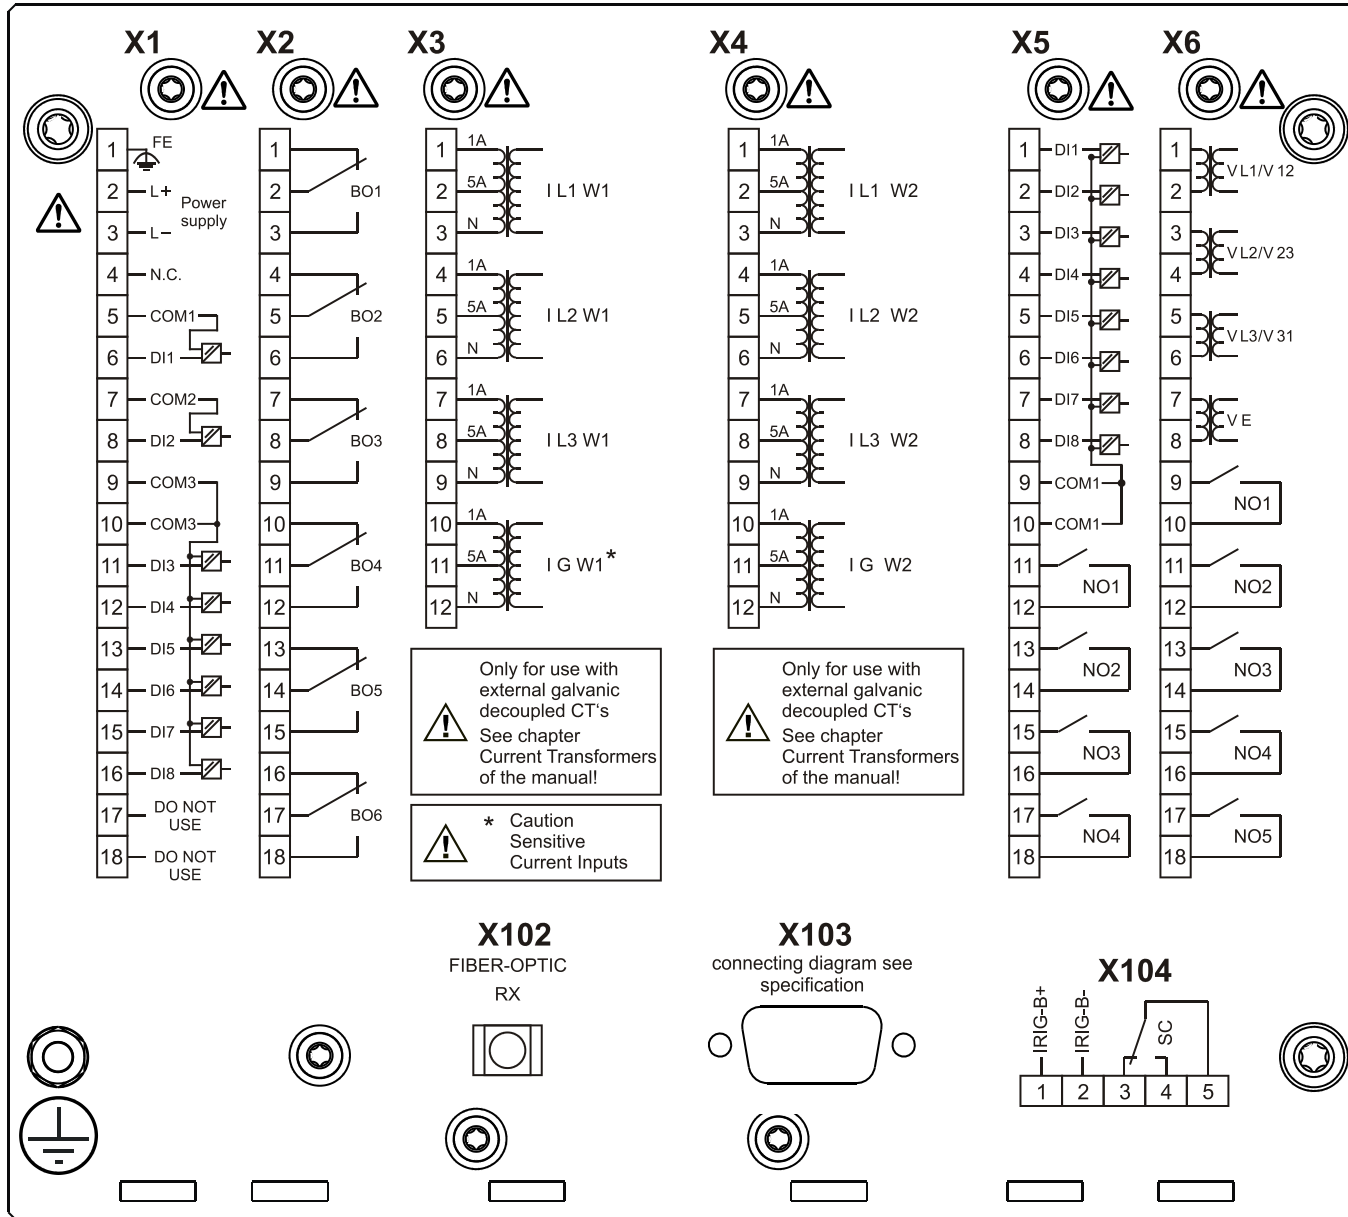 X1
X2
X3
X4
X5
X6
1 FE
2 L+
Power
supply
3 L–
4 N.C.
5 COM1
6 DI1
7 COM2
8 DI2
9 COM3
10 COM3
11 DI3
12 DI4
13 DI5
14 DI6
15 DI7
16 DI8
17 DO NOT
USE
18 DO NOT
USE
1
2 BO1
3
4
5 BO2
6
7
8 BO3
9
10
11 BO4
12
13
14 BO5
15
16
17 BO6
18
1 1A
2 5A I L1 W1
3 N
4 1A
5 5A I L2 W1
6 N
7 1A
8 5A I L3 W1
9 N
10 1A
11 5A I G W1*
12 N
Only for use with
external galvanic
decoupled CT's
See chapter
Current Transformers
of the manual!
* Caution
Sensitive
Current Inputs
1 1A
2 5A I L1 W2
3 N
4 1A
5 5A I L2 W2
6 N
7 1A
8 5A I L3 W2
9 N
10 1A
11 5A I G W2
12 N
Only for use with
external galvanic
decoupled CT's
See chapter
Current Transformers
of the manual!
1 DI1
2 DI2
3 DI3
4 DI4
5 DI5
6 DI6
7 DI7
8 DI8
9 COM1
10 COM1
11
NO1
12
13
NO2
14
15
NO3
16
17
NO4
18
1
V L1/V 12
2
3
V L2/V 23
4
5
V L3/V 31
6
7
V E
8
9
NO1
10
11
NO2
12
13
NO3
14
15
NO4
16
17
NO5
18
X102
FIBER-OPTIC
RX
X103
connecting diagram see
specification
X104
IRIG-B+
IRIG-B-
SC
1 2 3 4 5